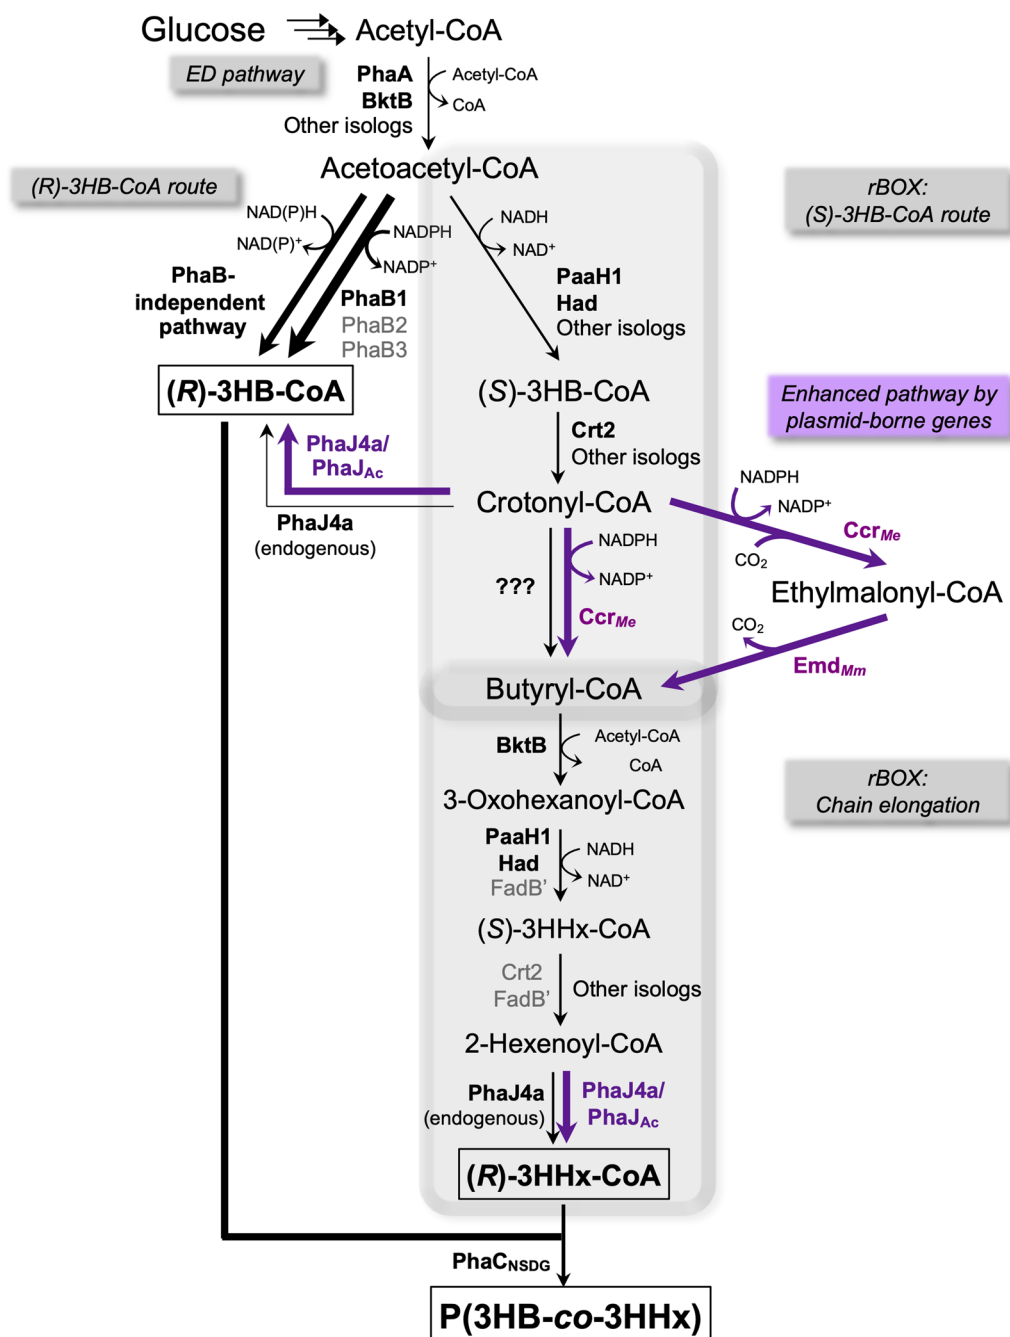 Glucose
Acetyl-CoA
ED pathway
PhaA
BktB
Other isologs
Acetyl-CoA
CoA
Acetoacetyl-CoA
(R)-3HB-CoA route
rBOX:
(S)-3HB-CoA route
NAD(P)H
NAD(P)+
NADPH
NADP+
NADH
NAD+
PhaB-
independent
pathway
PhaB1
PhaB2
PhaB3
PaaH1
Had
Other isologs
(R)-3HB-CoA
(S)-3HB-CoA
Enhanced pathway by
plasmid-borne genes
PhaJ4a/
PhaJAc
Crt2
Other isologs
Crotonyl-CoA
PhaJ4a
(endogenous)
NADPH
NADP+
CO2
CcrMe
???
NADPH
NADP+
CcrMe
Ethylmalonyl-CoA
CO2
EmdMm
Butyryl-CoA
BktB
Acetyl-CoA
CoA
rBOX:
Chain elongation
3-Oxohexanoyl-CoA
PaaH1
Had
FadB'
NADH
NAD+
(S)-3HHx-CoA
Crt2
FadB'
Other isologs
2-Hexenoyl-CoA
PhaJ4a
(endogenous)
PhaJ4a/
PhaJAc
(R)-3HHx-CoA
PhaCNSDG
P(3HB-co-3HHx)